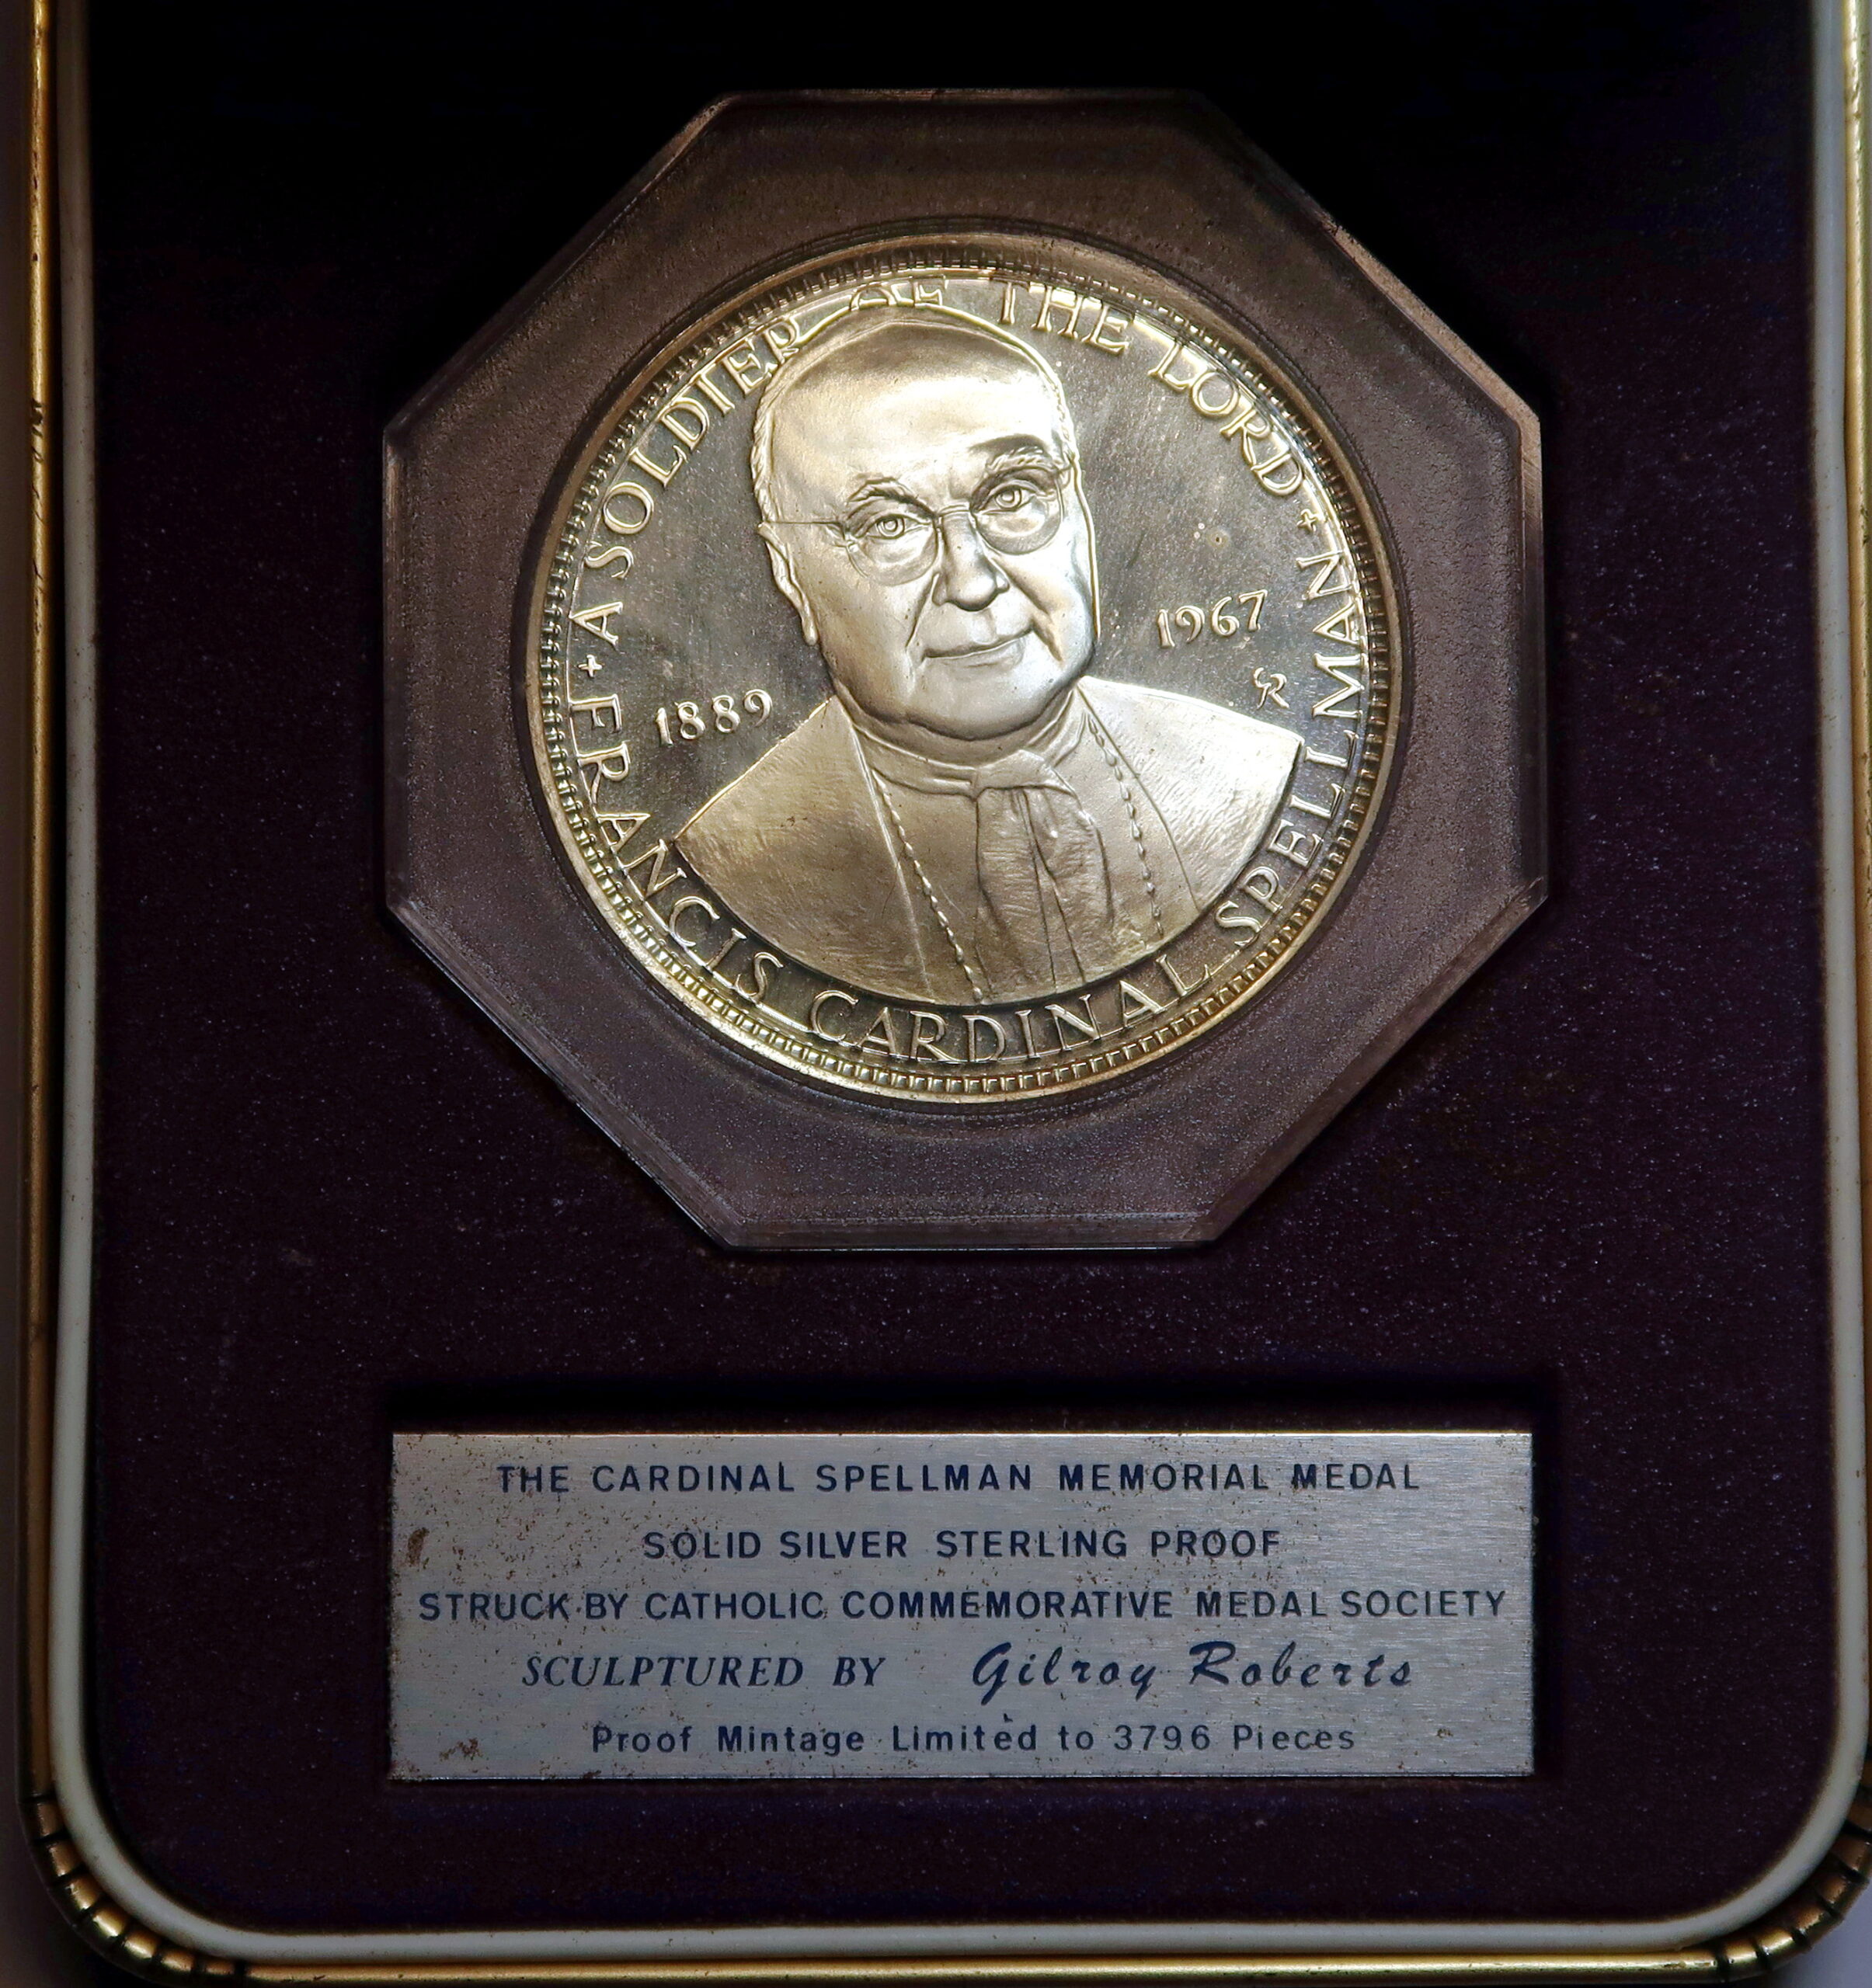 A SOLDIER OF THE LORD
1889
1967
GR
FRANCIS CARDINAL SPELLMAN
THE CARDINAL SPELLMAN MEMORIAL MEDAL
SOLID SILVER STERLING PROOF
STRUCK BY CATHOLIC COMMEMORATIVE MEDAL SOCIETY
SCULPTURED BY Gilroy Roberts
Proof Mintage Limited to 3796 Pieces